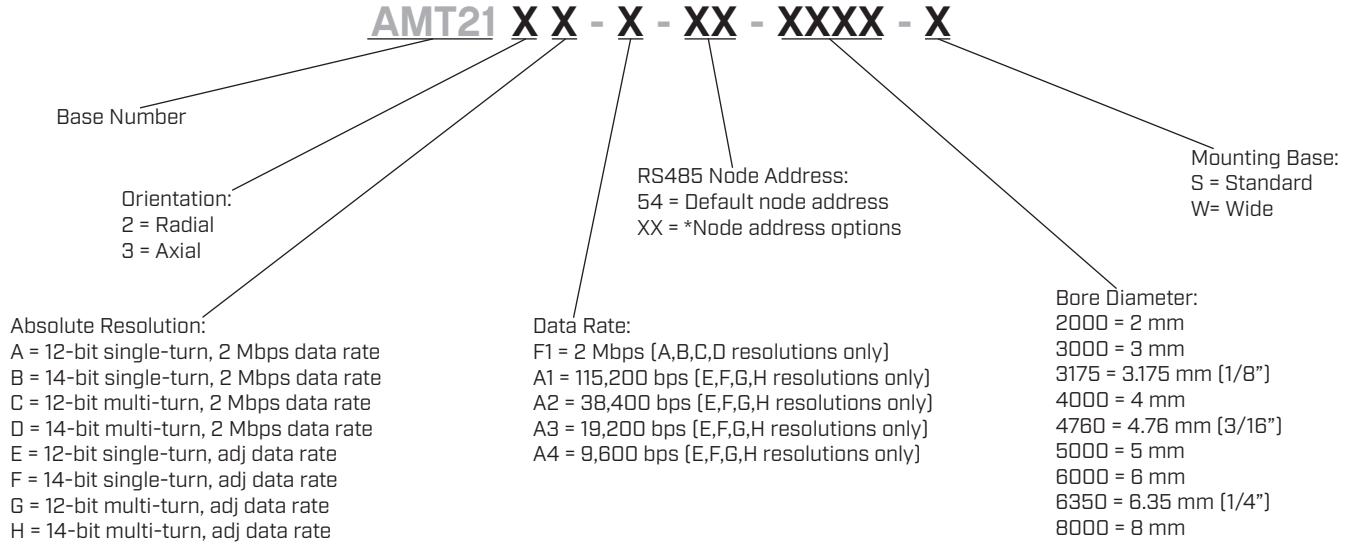 AMT21 X X - X - XX - XXXX - X
Base Number
Orientation:
2 = Radial
3 = Axial
Absolute Resolution:
A = 12-bit single-turn, 2 Mbps data rate
B = 14-bit single-turn, 2 Mbps data rate
C = 12-bit multi-turn, 2 Mbps data rate
D = 14-bit multi-turn, 2 Mbps data rate
E = 12-bit single-turn, adj data rate
F = 14-bit single-turn, adj data rate
G = 12-bit multi-turn, adj data rate
H = 14-bit multi-turn, adj data rate
Data Rate:
F1 = 2 Mbps (A,B,C,D resolutions only)
A1 = 115,200 bps (E,F,G,H resolutions only)
A2 = 38,400 bps (E,F,G,H resolutions only)
A3 = 19,200 bps (E,F,G,H resolutions only)
A4 = 9,600 bps (E,F,G,H resolutions only)
RS485 Node Address:
54 = Default node address
XX = *Node address options
Bore Diameter:
2000 = 2 mm
3000 = 3 mm
3175 = 3.175 mm (1/8”)
4000 = 4 mm
4760 = 4.76 mm (3/16”)
5000 = 5 mm
6000 = 6 mm
6350 = 6.35 mm (1/4”)
8000 = 8 mm
Mounting Base:
S = Standard
W= Wide